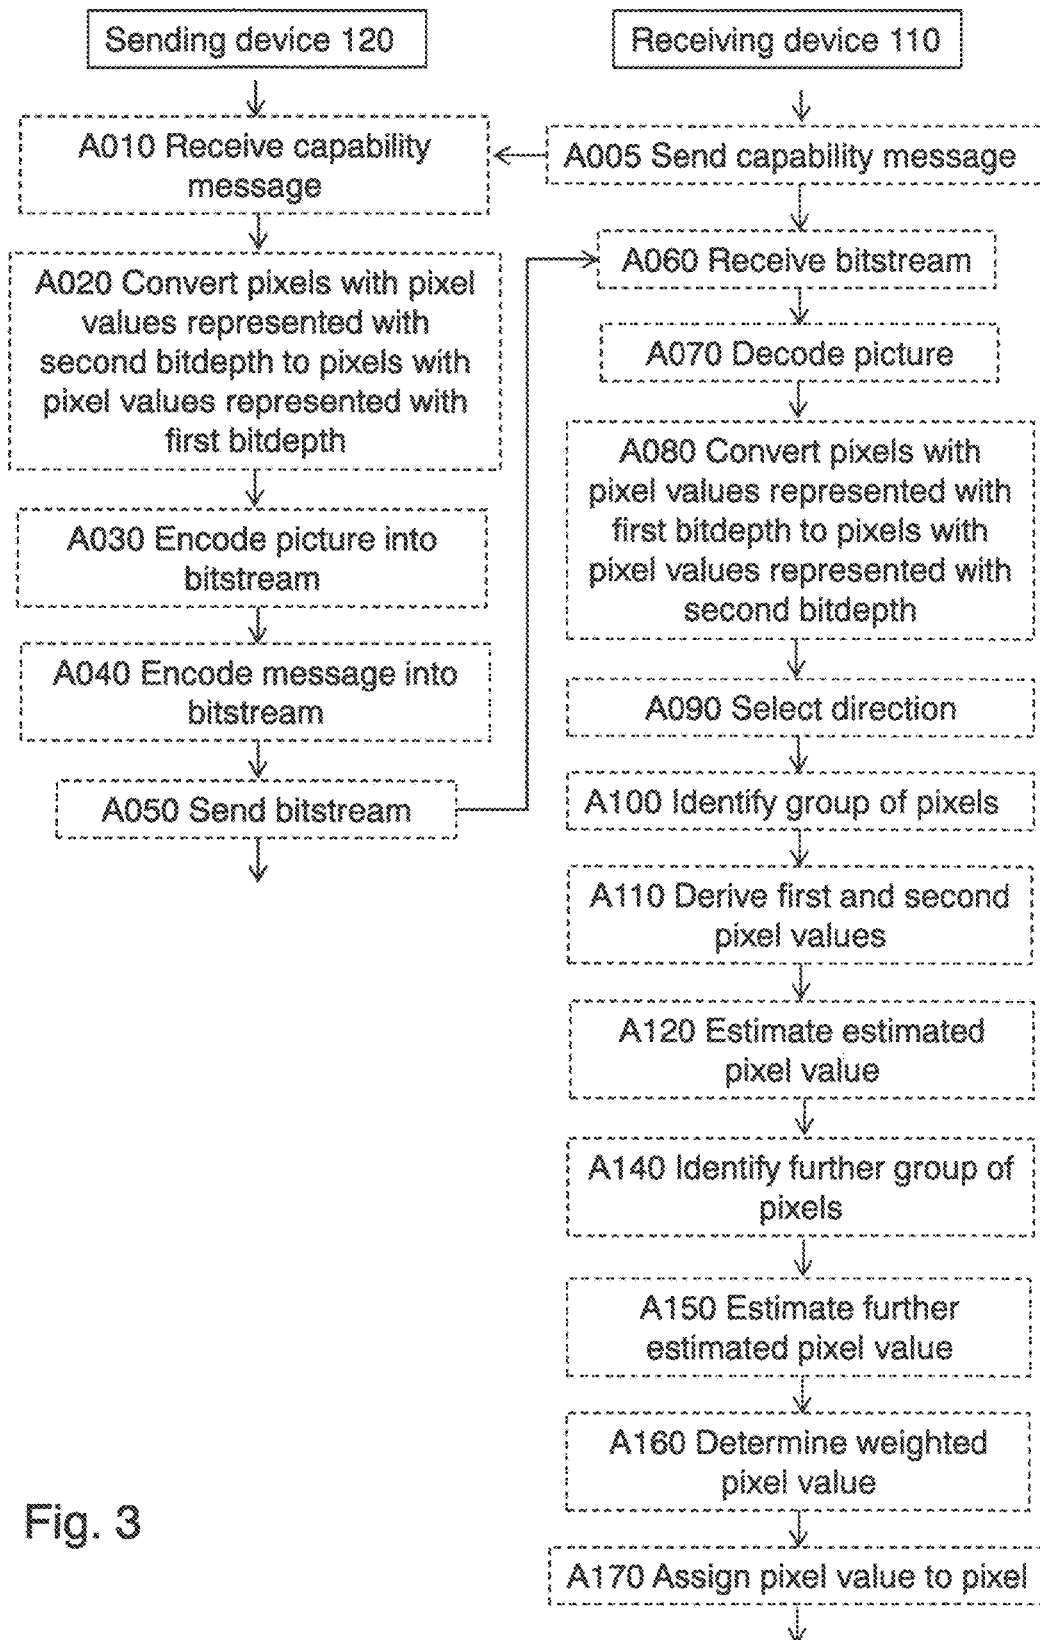 Sending device 120
A010 Receive capability
message
A020 Convert pixels with pixel
values represented with
second bitdepth to pixels with
pixel values represented with
first bitdepth
A030 Encode picture into
bitstream
A040 Encode message into
bitstream
A050 Send bitstream
Receiving device 110
A005 Send capability message
A060 Receive bitstream
A070 Decode picture
A080 Convert pixels with
pixel values represented with
first bitdepth to pixels with
pixel values represented with
second bitdepth
A090 Select direction
A100 Identify group of pixels
A110 Derive first and second
pixel values
A120 Estimate estimated
pixel value
A140 Identify further group of
pixels
A150 Estimate further
estimated pixel value
A160 Determine weighted
pixel value
A170 Assign pixel value to pixel
Fig. 3